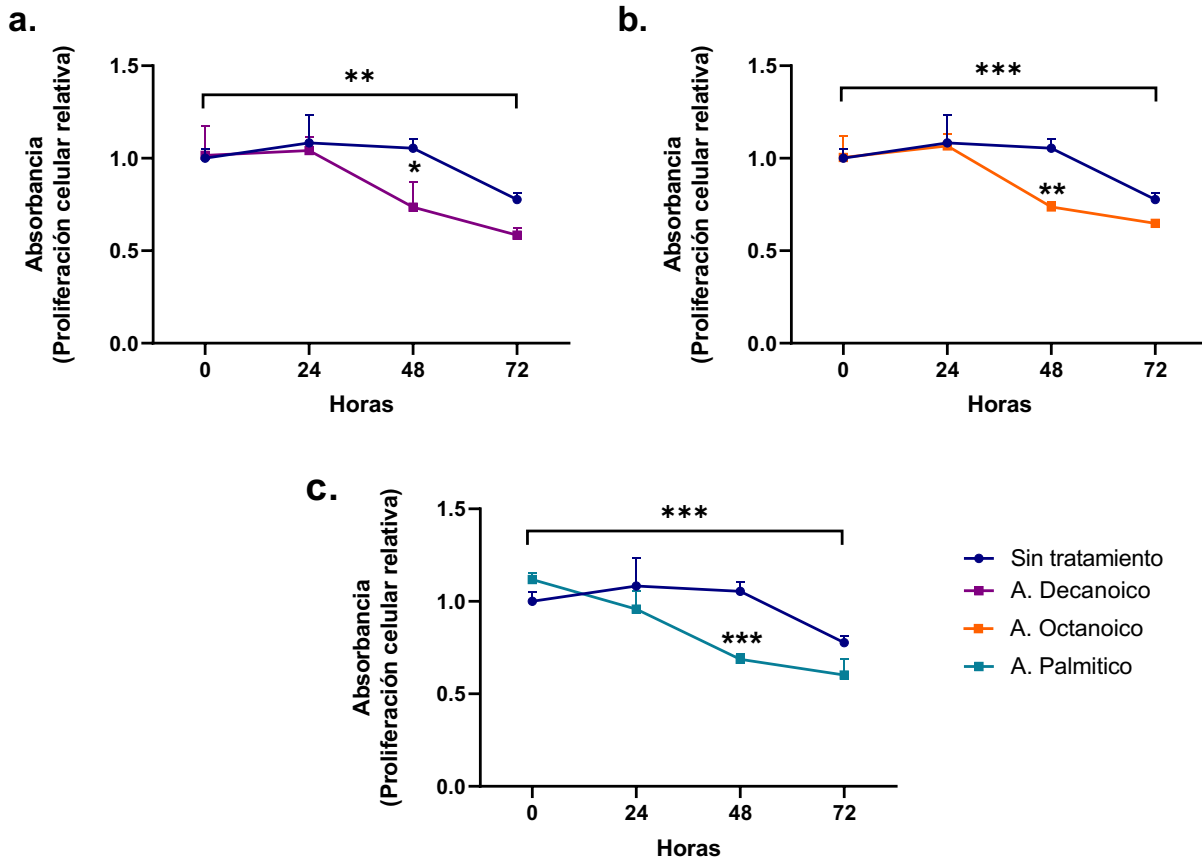 a.
Absorbancia
(Proliferación celular relativa)
1.5
1.0
0.5
0.0
**
*
0 24 48 72
Horas
b.
Absorbancia
(Proliferación celular relativa)
1.5
1.0
0.5
0.0
***
**
0 24 48 72
Horas
c.
Absorbancia
(Proliferación celular relativa)
1.5
1.0
0.5
0.0
***
***
0 24 48 72
Horas
Sin tratamiento
A. Decanoico
A. Octanoico
A. Palmitico